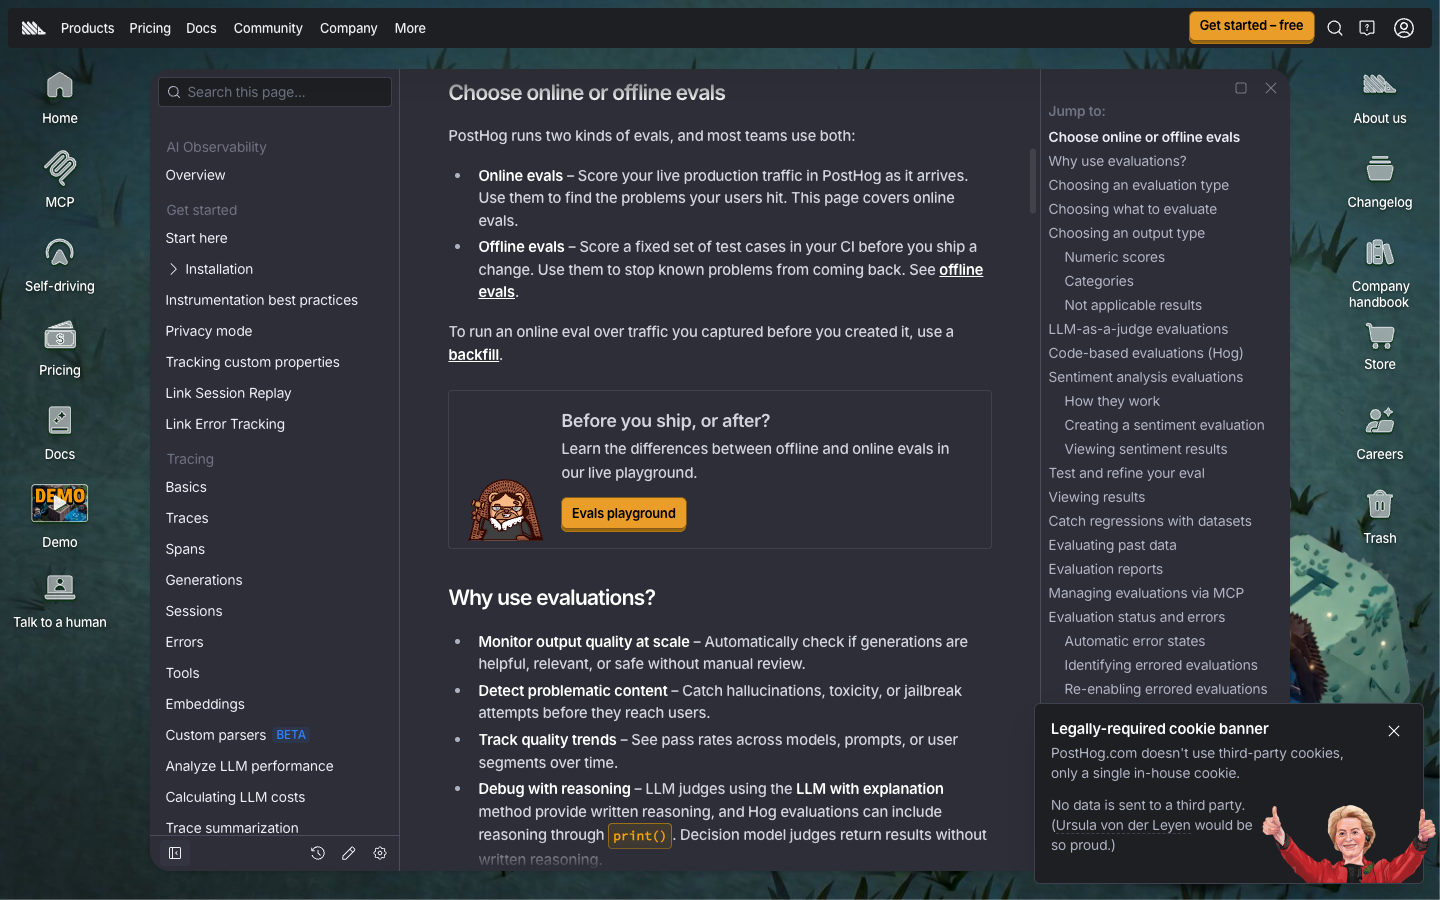 Products Pricing Docs Community Company More
Get started – free
Home
MCP
Self-driving
Pricing
Docs
DEMO
Demo
Talk to a human
Search this page...
AI Observability
Overview
Get started
Start here
Installation
Instrumentation best practices
Privacy mode
Tracking custom properties
Link Session Replay
Link Error Tracking
Tracing
Basics
Traces
Spans
Generations
Sessions
Errors
Tools
Embeddings
Custom parsers BETA
Analyze LLM performance
Calculating LLM costs
Trace summarization
Choose online or offline evals
PostHog runs two kinds of evals, and most teams use both:
• Online evals – Score your live production traffic in PostHog as it arrives.
Use them to find the problems your users hit. This page covers online
evals.
• Offline evals – Score a fixed set of test cases in your CI before you ship a
change. Use them to stop known problems from coming back. See offline
evals.
To run an online eval over traffic you captured before you created it, use a
backfill.
Before you ship, or after?
Learn the differences between offline and online evals in
our live playground.
Evals playground
Why use evaluations?
• Monitor output quality at scale – Automatically check if generations are
helpful, relevant, or safe without manual review.
• Detect problematic content – Catch hallucinations, toxicity, or jailbreak
attempts before they reach users.
• Track quality trends – See pass rates across models, prompts, or user
segments over time.
• Debug with reasoning – LLM judges using the LLM with explanation
method provide written reasoning, and Hog evaluations can include
reasoning through print(). Decision model judges return results without
written reasoning.
Jump to:
Choose online or offline evals
Why use evaluations?
Choosing an evaluation type
Choosing what to evaluate
Choosing an output type
Numeric scores
Categories
Not applicable results
LLM-as-a-judge evaluations
Code-based evaluations (Hog)
Sentiment analysis evaluations
How they work
Creating a sentiment evaluation
Viewing sentiment results
Test and refine your eval
Viewing results
Catch regressions with datasets
Evaluating past data
Evaluation reports
Managing evaluations via MCP
Evaluation status and errors
Automatic error states
Identifying errored evaluations
Re-enabling errored evaluations
About us
Changelog
Company
handbook
Store
Careers
Trash
Legally-required cookie banner
PostHog.com doesn't use third-party cookies,
only a single in-house cookie.
No data is sent to a third party.
(Ursula von der Leyen would be
so proud.)